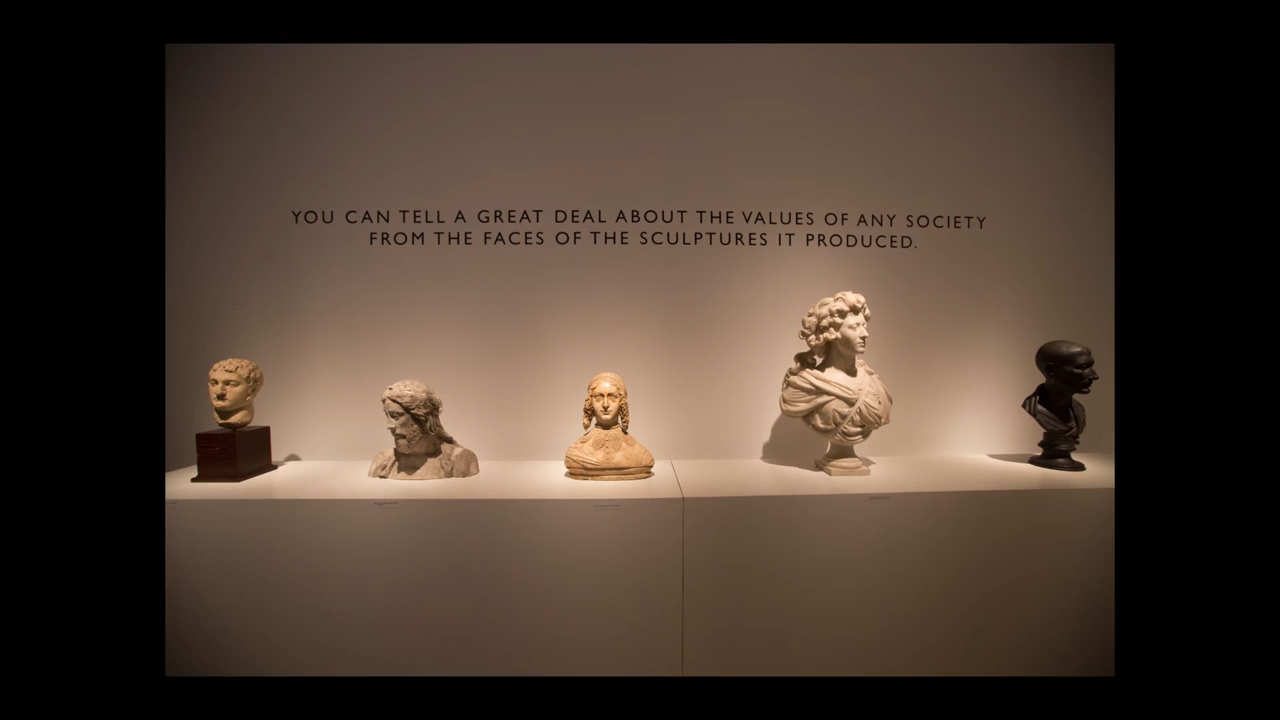 YOU CAN TELL A GREAT DEAL ABOUT THE VALUES OF ANY SOCIETY
FROM THE FACES OF THE SCULPTURES IT PRODUCED.